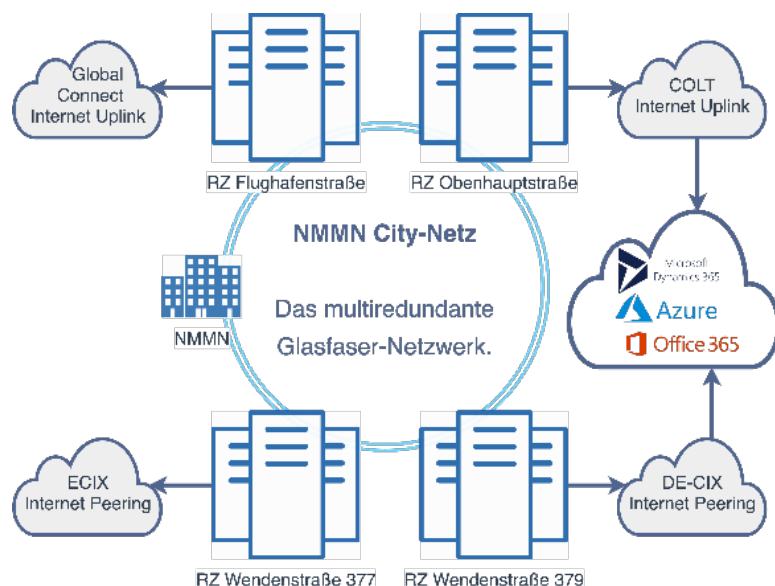 Global
Connect
Internet Uplink
COLT
Internet Uplink
RZ Flughafenstraße
RZ Obenhauptstraße
NMMN City-Netz
Das multiredundante
Glasfaser-Netzwerk.
NMMN
Microsoft
Dynamics 365
Azure
Office 365
ECIX
Internet Peering
DE-CIX
Internet Peering
RZ Wendenstraße 377
RZ Wendenstraße 379